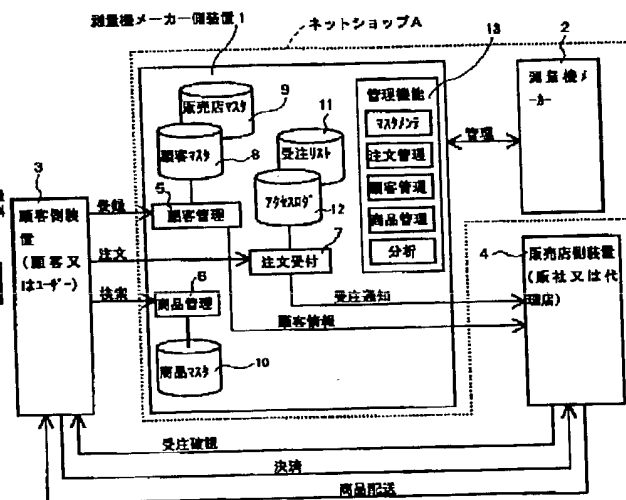 測量機メーカー側装置1
ネットショップA
13
2
販売店マスタ
9
11
管理機能
測量機メ
ーカー
顧客マスタ
8
受注リスト
マスタメンテ
管理
3
5
アクセスログ
12
注文管理
顧客側装
置
(顧客又
はユーザー)
登録
顧客管理
7
顧客管理
注文
注文受付
商品管理
4
販売店側装置
(販社又は代
理店)
検索
6
商品管理
分析
受注通知
顧客情報
商品マスタ
10
受注確認
決済
商品配送